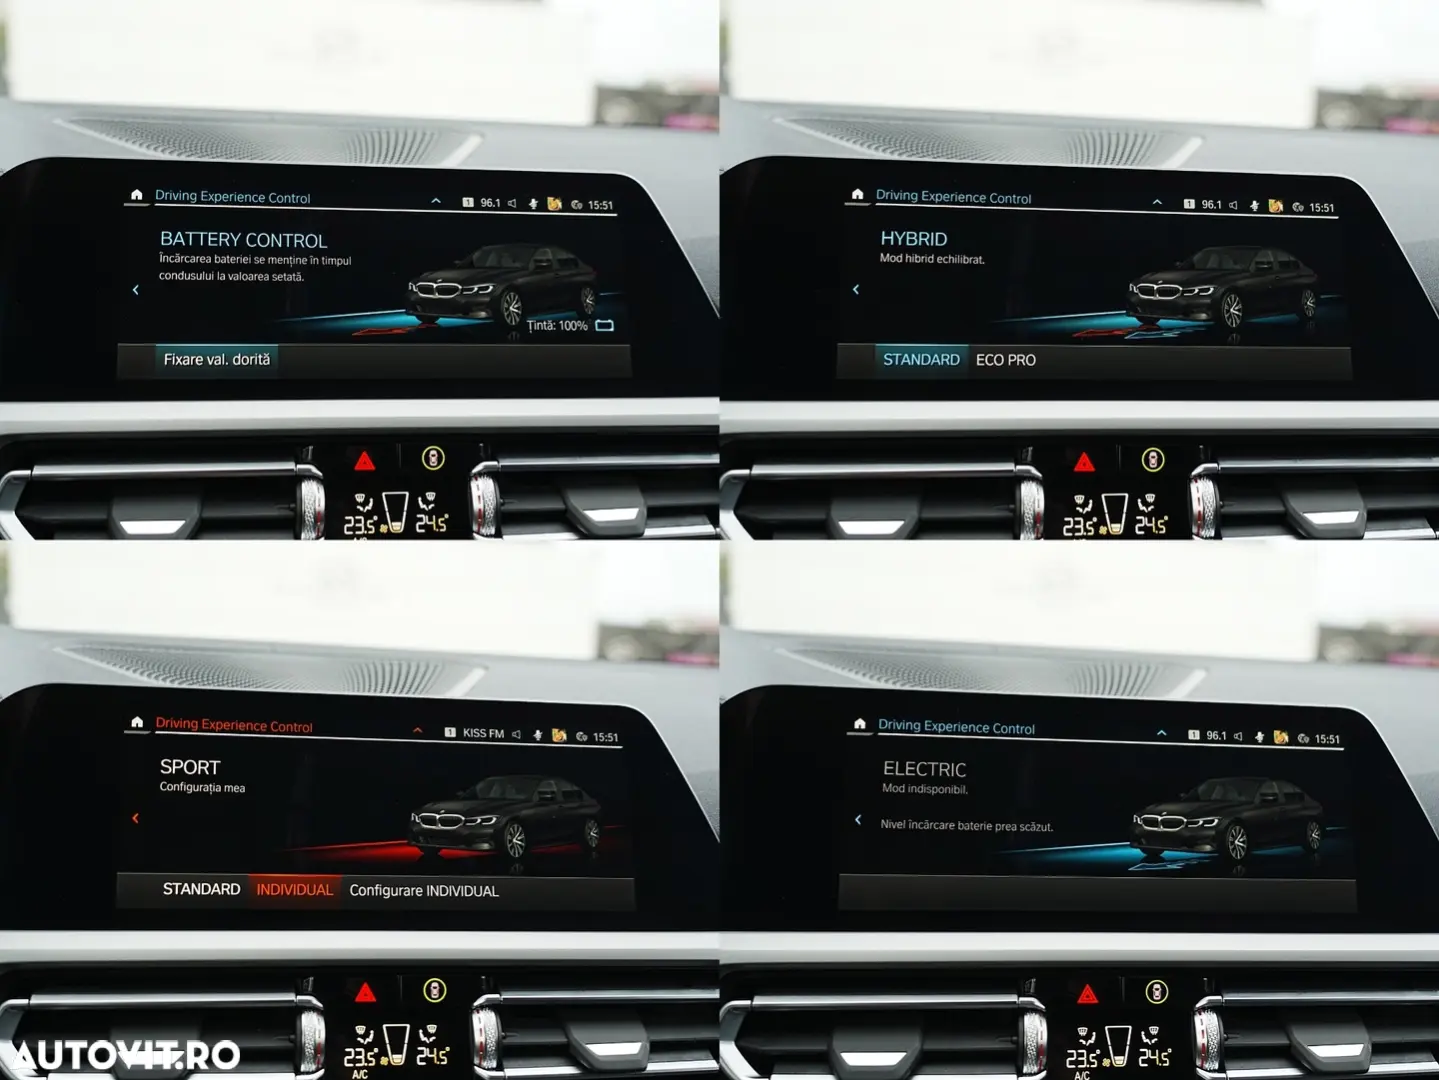 Driving Experience Control
1 96.1 15:51
BATTERY CONTROL
Încărcarea bateriei se menține în timpul
condusului la valoarea setată.
Țintă: 100%
Fixare val. dorită
23.5° 24.5°
Driving Experience Control
1 96.1 15:51
HYBRID
Mod hibrid echilibrat.
STANDARD ECO PRO
23.5° 24.5°
Driving Experience Control
1 KISS FM 15:51
SPORT
Configurația mea
STANDARD INDIVIDUAL Configurare INDIVIDUAL
23.5° 24.5°
A/C
Driving Experience Control
1 96.1 15:51
ELECTRIC
Mod indisponibil.
Nivel încărcare baterie prea scăzut.
23.5° 24.5°
A/C
AUTOVIT.RO